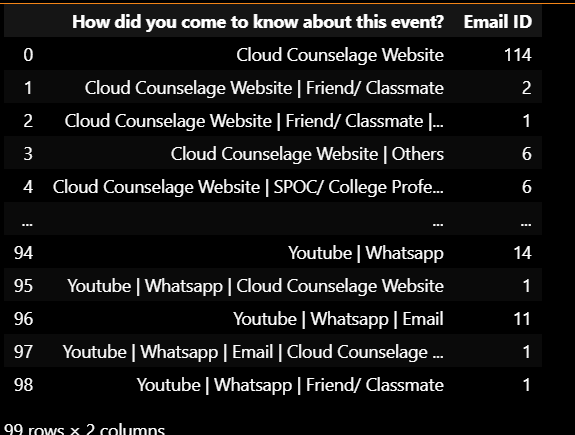 How did you come to know about this event? Email ID
0 Cloud Counselage Website 114
1 Cloud Counselage Website | Friend/ Classmate 2
2 Cloud Counselage Website | Friend/ Classmate |... 1
3 Cloud Counselage Website | Others 6
4 Cloud Counselage Website | SPOC/ College Profe... 6
... ... ...
94 Youtube | Whatsapp 14
95 Youtube | Whatsapp | Cloud Counselage Website 1
96 Youtube | Whatsapp | Email 11
97 Youtube | Whatsapp | Email | Cloud Counselage ... 1
98 Youtube | Whatsapp | Friend/ Classmate 1
99 rows × 2 columns